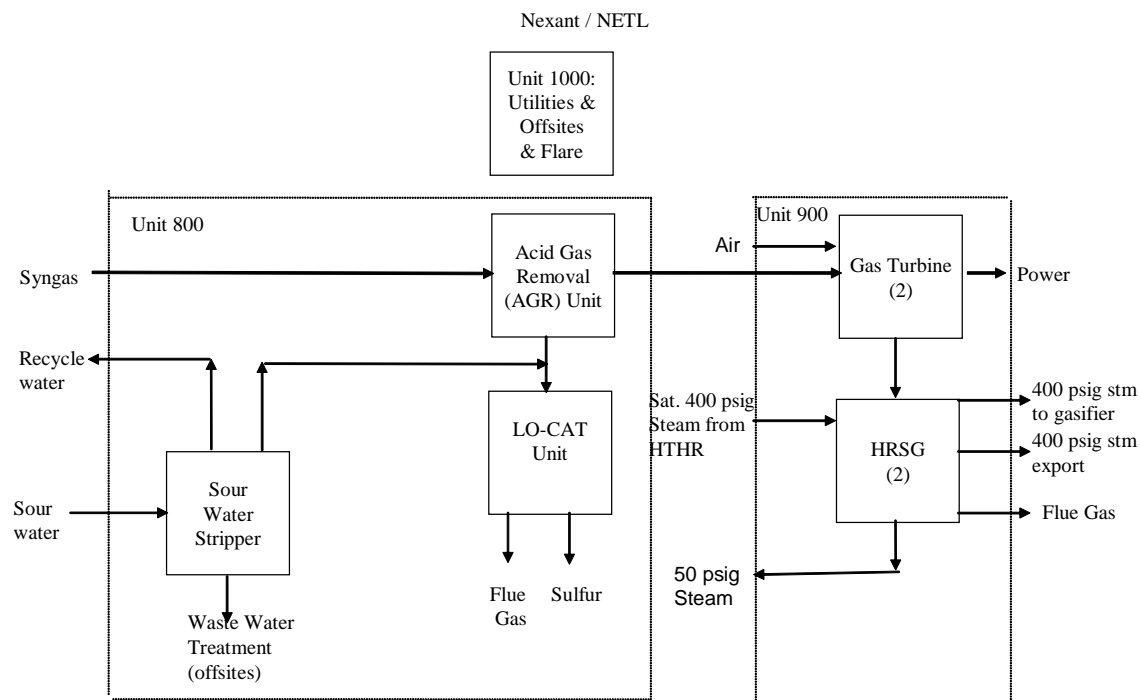 Nexant / NETL
Unit 1000:
Utilities &
Offsites
& Flare
Unit 800
Unit 900
Syngas
Acid Gas
Removal
(AGR) Unit
Air
Gas Turbine
(2)
Power
Recycle
water
Sour
water
Sour
Water
Stripper
Waste Water
Treatment
(offsites)
LO-CAT
Unit
Flue
Gas
Sulfur
Sat. 400 psig
Steam from
HTHR
HRSG
(2)
400 psig stm
to gasifier
400 psig stm
export
Flue Gas
50 psig
Steam